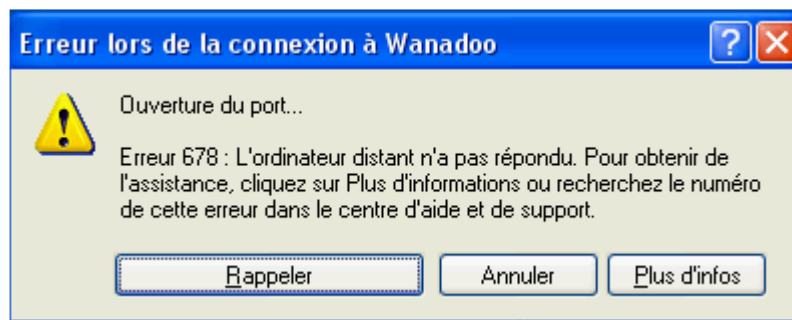 Erreur lors de la connexion à Wanadoo
Ouverture du port...
Erreur 678 : L'ordinateur distant n'a pas répondu. Pour obtenir de
l'assistance, cliquez sur Plus d'informations ou recherchez le numéro
de cette erreur dans le centre d'aide et de support.
Rappeler
Annuler
Plus d'infos